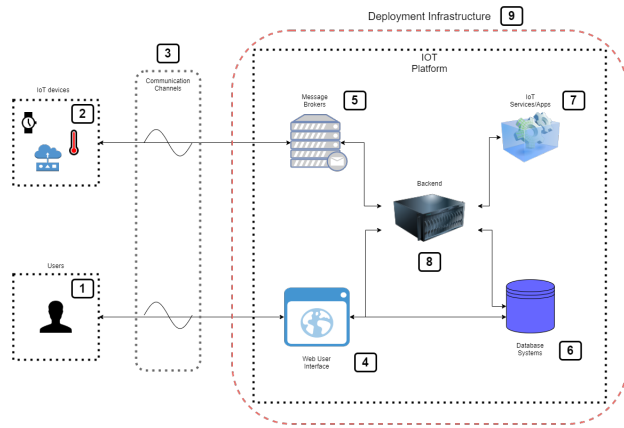 Deployment Infrastructure 9
3
IOT
Platform
IoT devices
Communication
Channels
Message
Brokers
IoT
Services/Apps
2
5
7
Backend
Users
1
8
Web User
Interface
4
Database
Systems
6